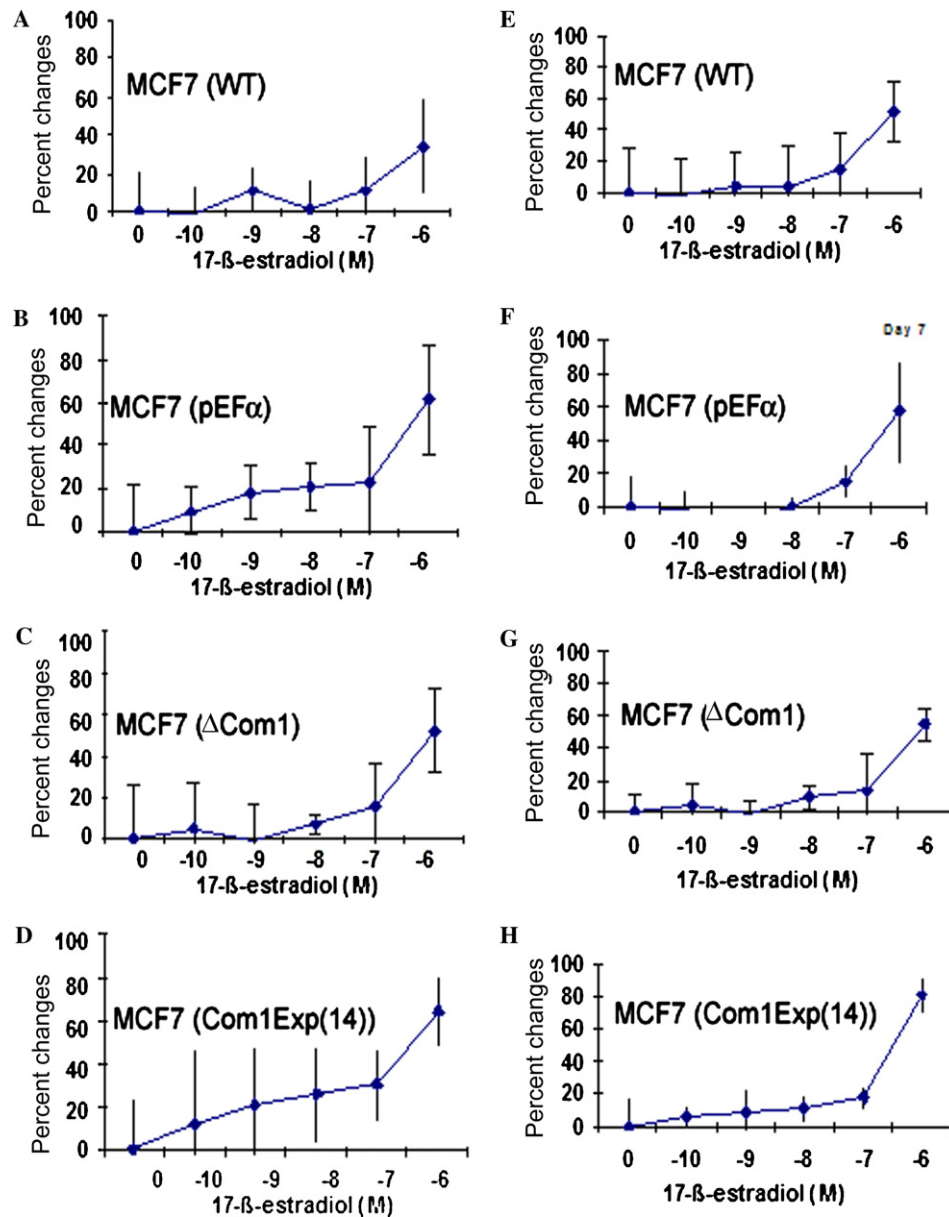 A
Percent changes
100
80
60
40
20
0
MCF7 (WT)
0 -10 -9 -8 -7 -6
17-ß-estradiol (M)
B
Percent changes
100
80
60
40
20
0
MCF7 (pEFα)
0 -10 -9 -8 -7 -6
17-ß-estradiol (M)
C
Percent changes
100
80
60
40
20
0
MCF7 (ΔCom1)
0 -10 -9 -8 -7 -6
17-ß-estradiol (M)
D
Percent changes
100
80
60
40
20
0
MCF7 (Com1Exp(14))
0 -10 -9 -8 -7 -6
17-ß-estradiol (M)
E
Percent changes
100
80
60
40
20
0
MCF7 (WT)
0 -10 -9 -8 -7 -6
17-ß-estradiol (M)
F
Percent changes
100
80
60
40
20
0
Day 7
MCF7 (pEFα)
0 -10 -9 -8 -7 -6
17-ß-estradiol (M)
G
Percent changes
100
80
60
40
20
0
MCF7 (ΔCom1)
0 -10 -9 -8 -7 -6
17-ß-estradiol (M)
H
Percent changes
100
80
60
40
20
0
MCF7 (Com1Exp(14))
0 -10 -9 -8 -7 -6
17-ß-estradiol (M)